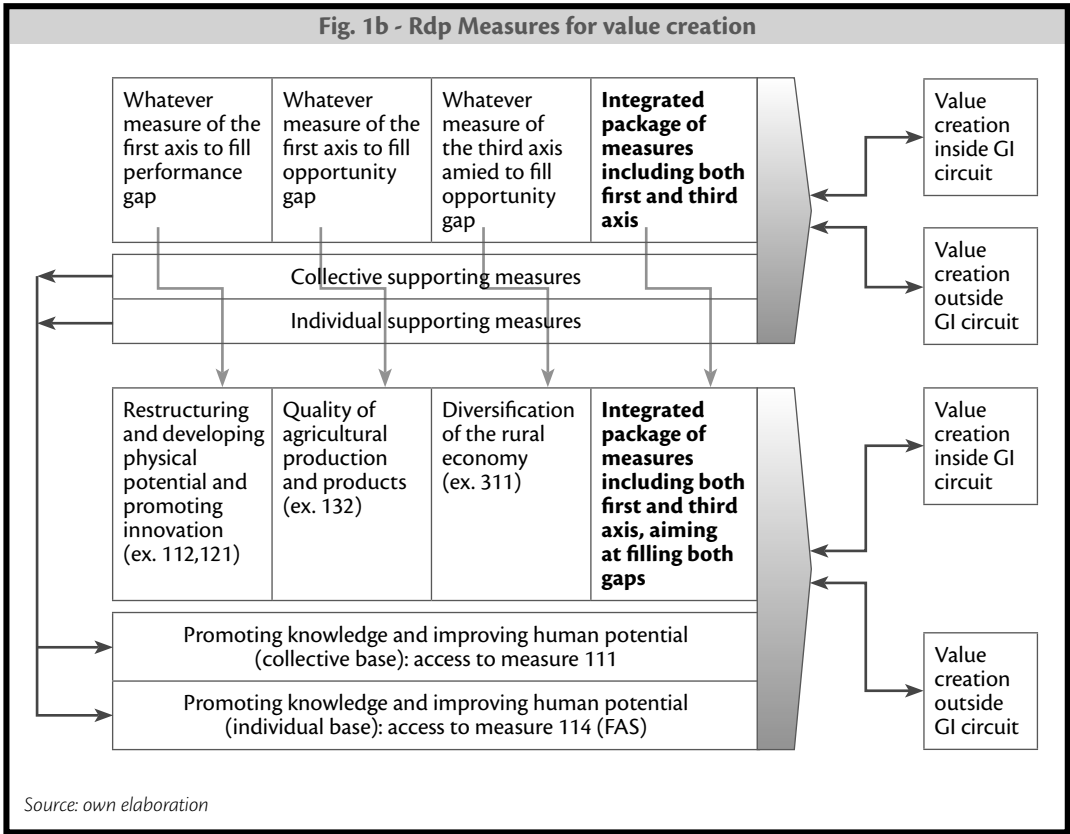 Fig. 1b - Rdp Measures for value creation
Whatever
measure of the
first axis to fill
performance
gap
Whatever
measure of the
first axis to fill
opportunity
gap
Whatever
measure of
the third axis
amied to fill
opportunity
gap
Integrated
package of
measures
including both
first and third
axis
Value
creation
inside GI
circuit
Value
creation
outside
GI circuit
Collective supporting measures
Individual supporting measures
Restructuring
and developing
physical
potential and
promoting
innovation
(ex. 112,121)
Quality of
agricultural
production
and products
(ex. 132)
Diversification
of the rural
economy
(ex. 311)
Integrated
package of
measures
including both
first and third
axis, aiming
at filling both
gaps
Value
creation
inside GI
circuit
Promoting knowledge and improving human potential
(collective base): access to measure 111
Promoting knowledge and improving human potential
(individual base): access to measure 114 (FAS)
Value
creation
outside
GI circuit
Source: own elaboration